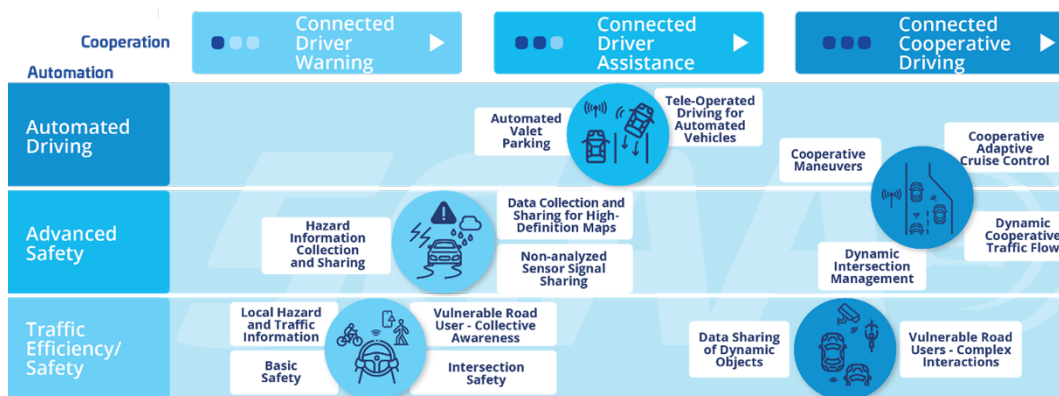 Cooperation
Automation
Connected
Driver
Warning
Connected
Driver
Assistance
Connected
Cooperative
Driving
Automated
Driving
Automated
Valet
Parking
Tele-Operated
Driving for
Automated
Vehicles
Cooperative
Maneuvers
Cooperative
Adaptive
Cruise Control
Advanced
Safety
Hazard
Information
Collection
and Sharing
Data Collection and
Sharing for High-
Definition Maps
Non-analyzed
Sensor Signal
Sharing
Dynamic
Intersection
Management
Dynamic
Cooperative
Traffic Flow
Traffic
Efficiency/
Safety
Local Hazard
and Traffic
Information
Basic
Safety
Vulnerable Road
User - Collective
Awareness
Intersection
Safety
Data Sharing
of Dynamic
Objects
Vulnerable Road
Users - Complex
Interactions